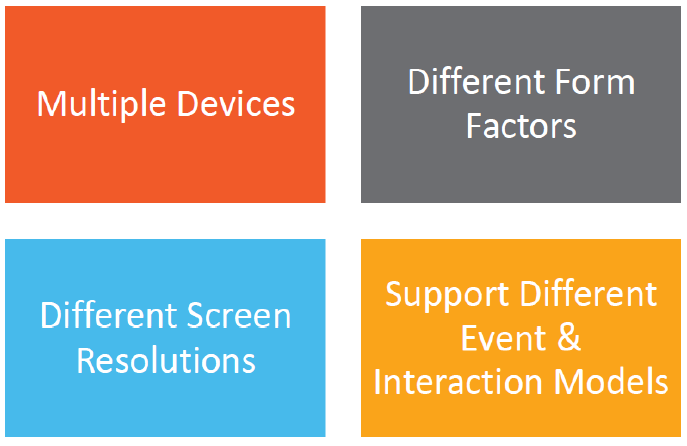 Multiple Devices
Different Form
Factors
Different Screen
Resolutions
Support Different
Event &
Interaction Models